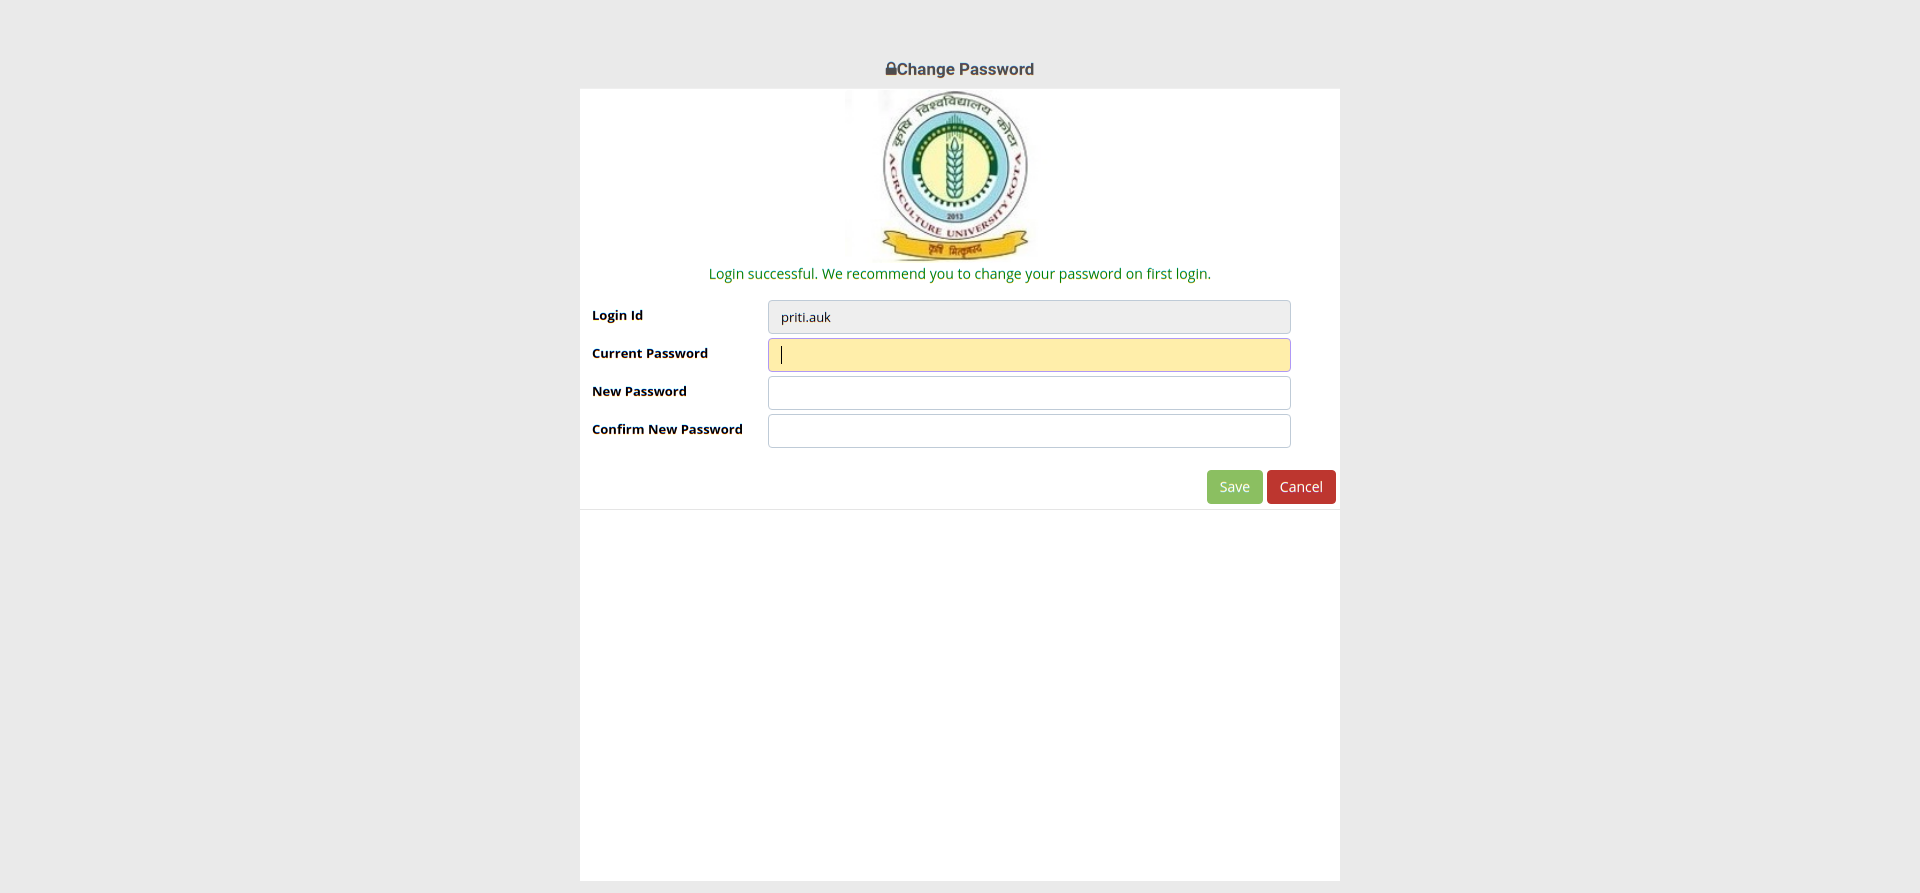 Change Password
कृषि विश्वविद्यालय कोटा
AGRICULTURE UNIVERSITY KOTA
2013
कृषि
Login successful. We recommend you to change your password on first login.
Login Id
priti.auk
Current Password
New Password
Confirm New Password
Save
Cancel